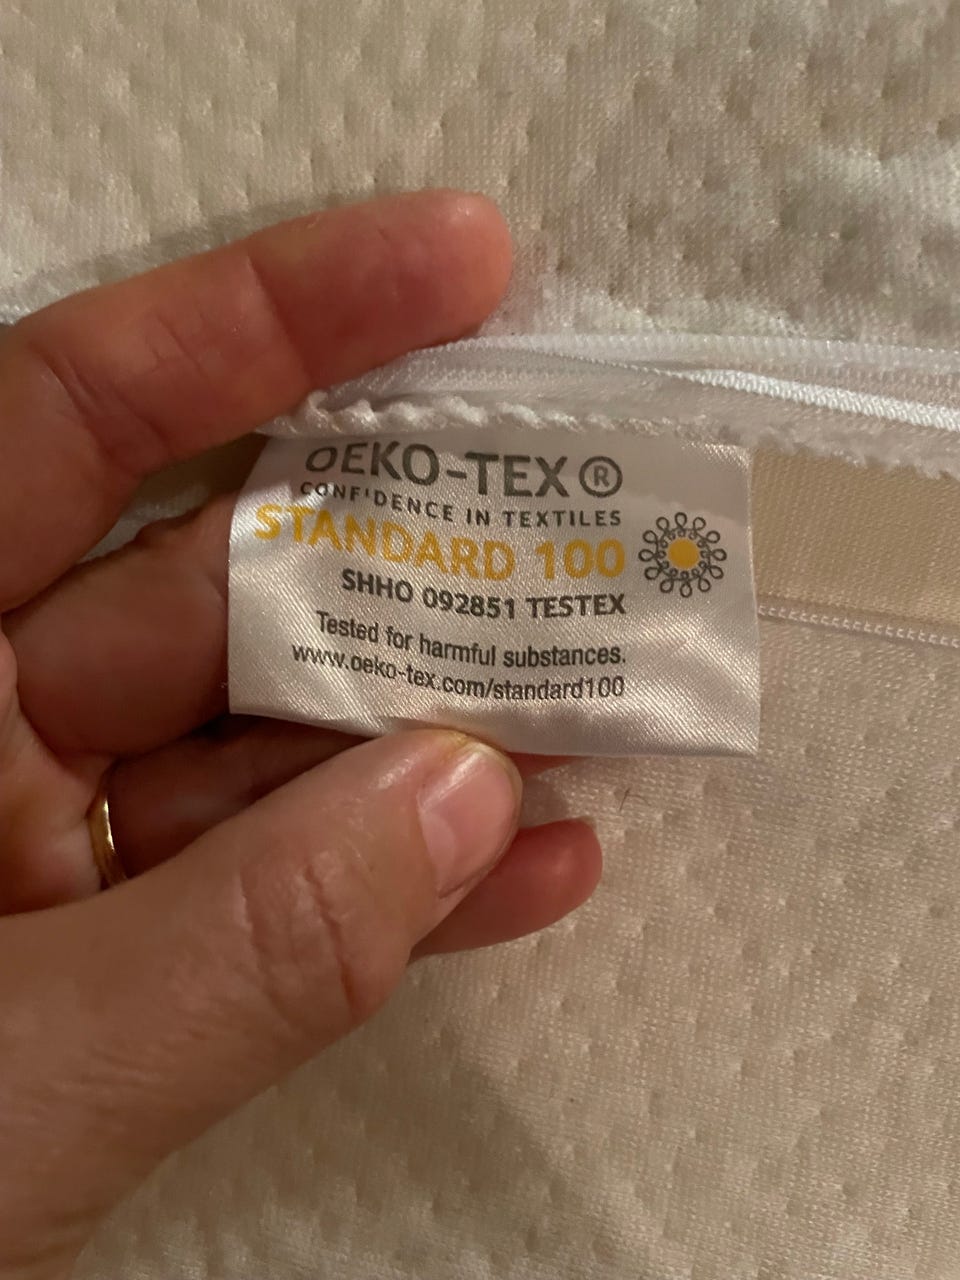 OEKO-TEX®
CONFIDENCE IN TEXTILES
STANDARD 100
SHHO 092851 TESTEX
Tested for harmful substances.
www.oeko-tex.com/standard100